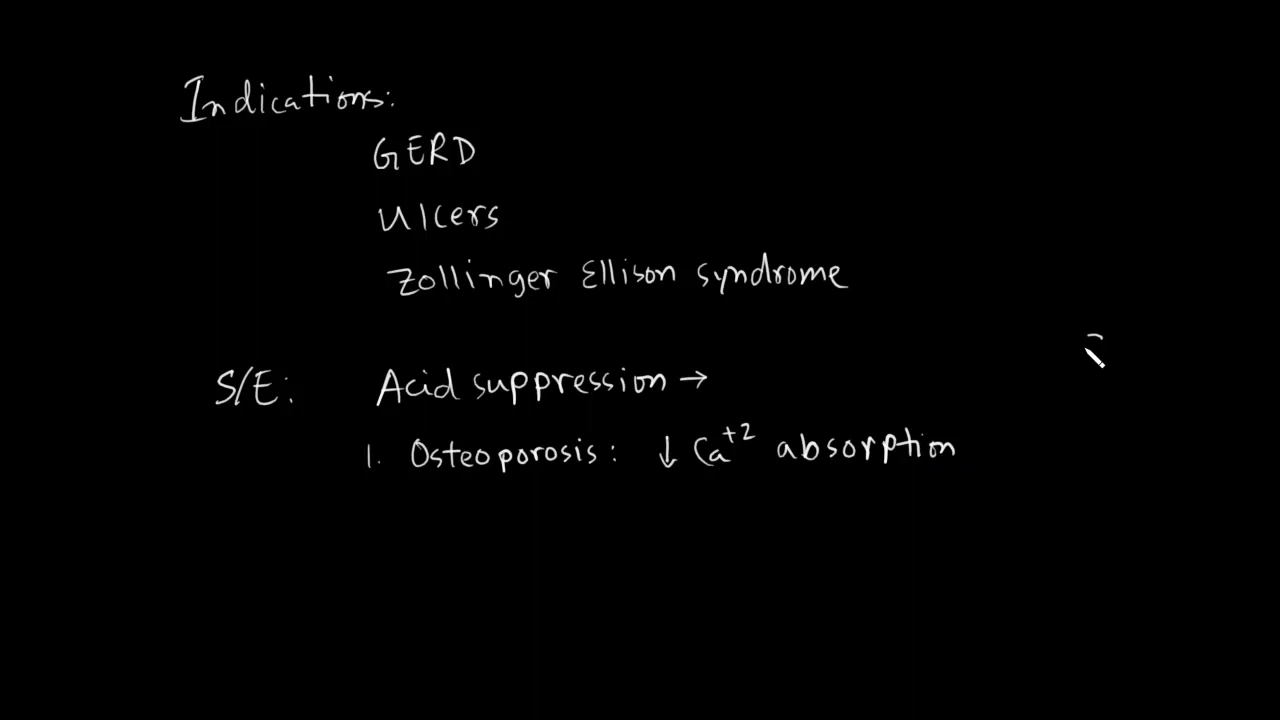 Indications:
GERD
Ulcers
Zollinger Ellison syndrome
S/E: Acid suppression →
1. Osteoporosis: ↓ Ca⁺² absorption